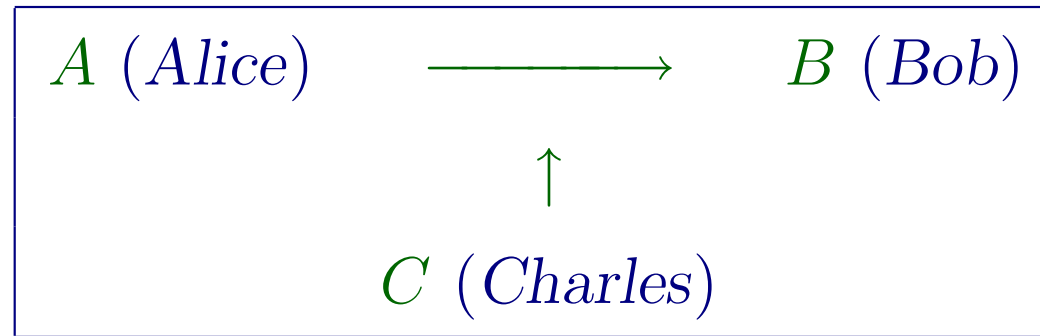 A (Alice) → B (Bob)
↑
C (Charles)